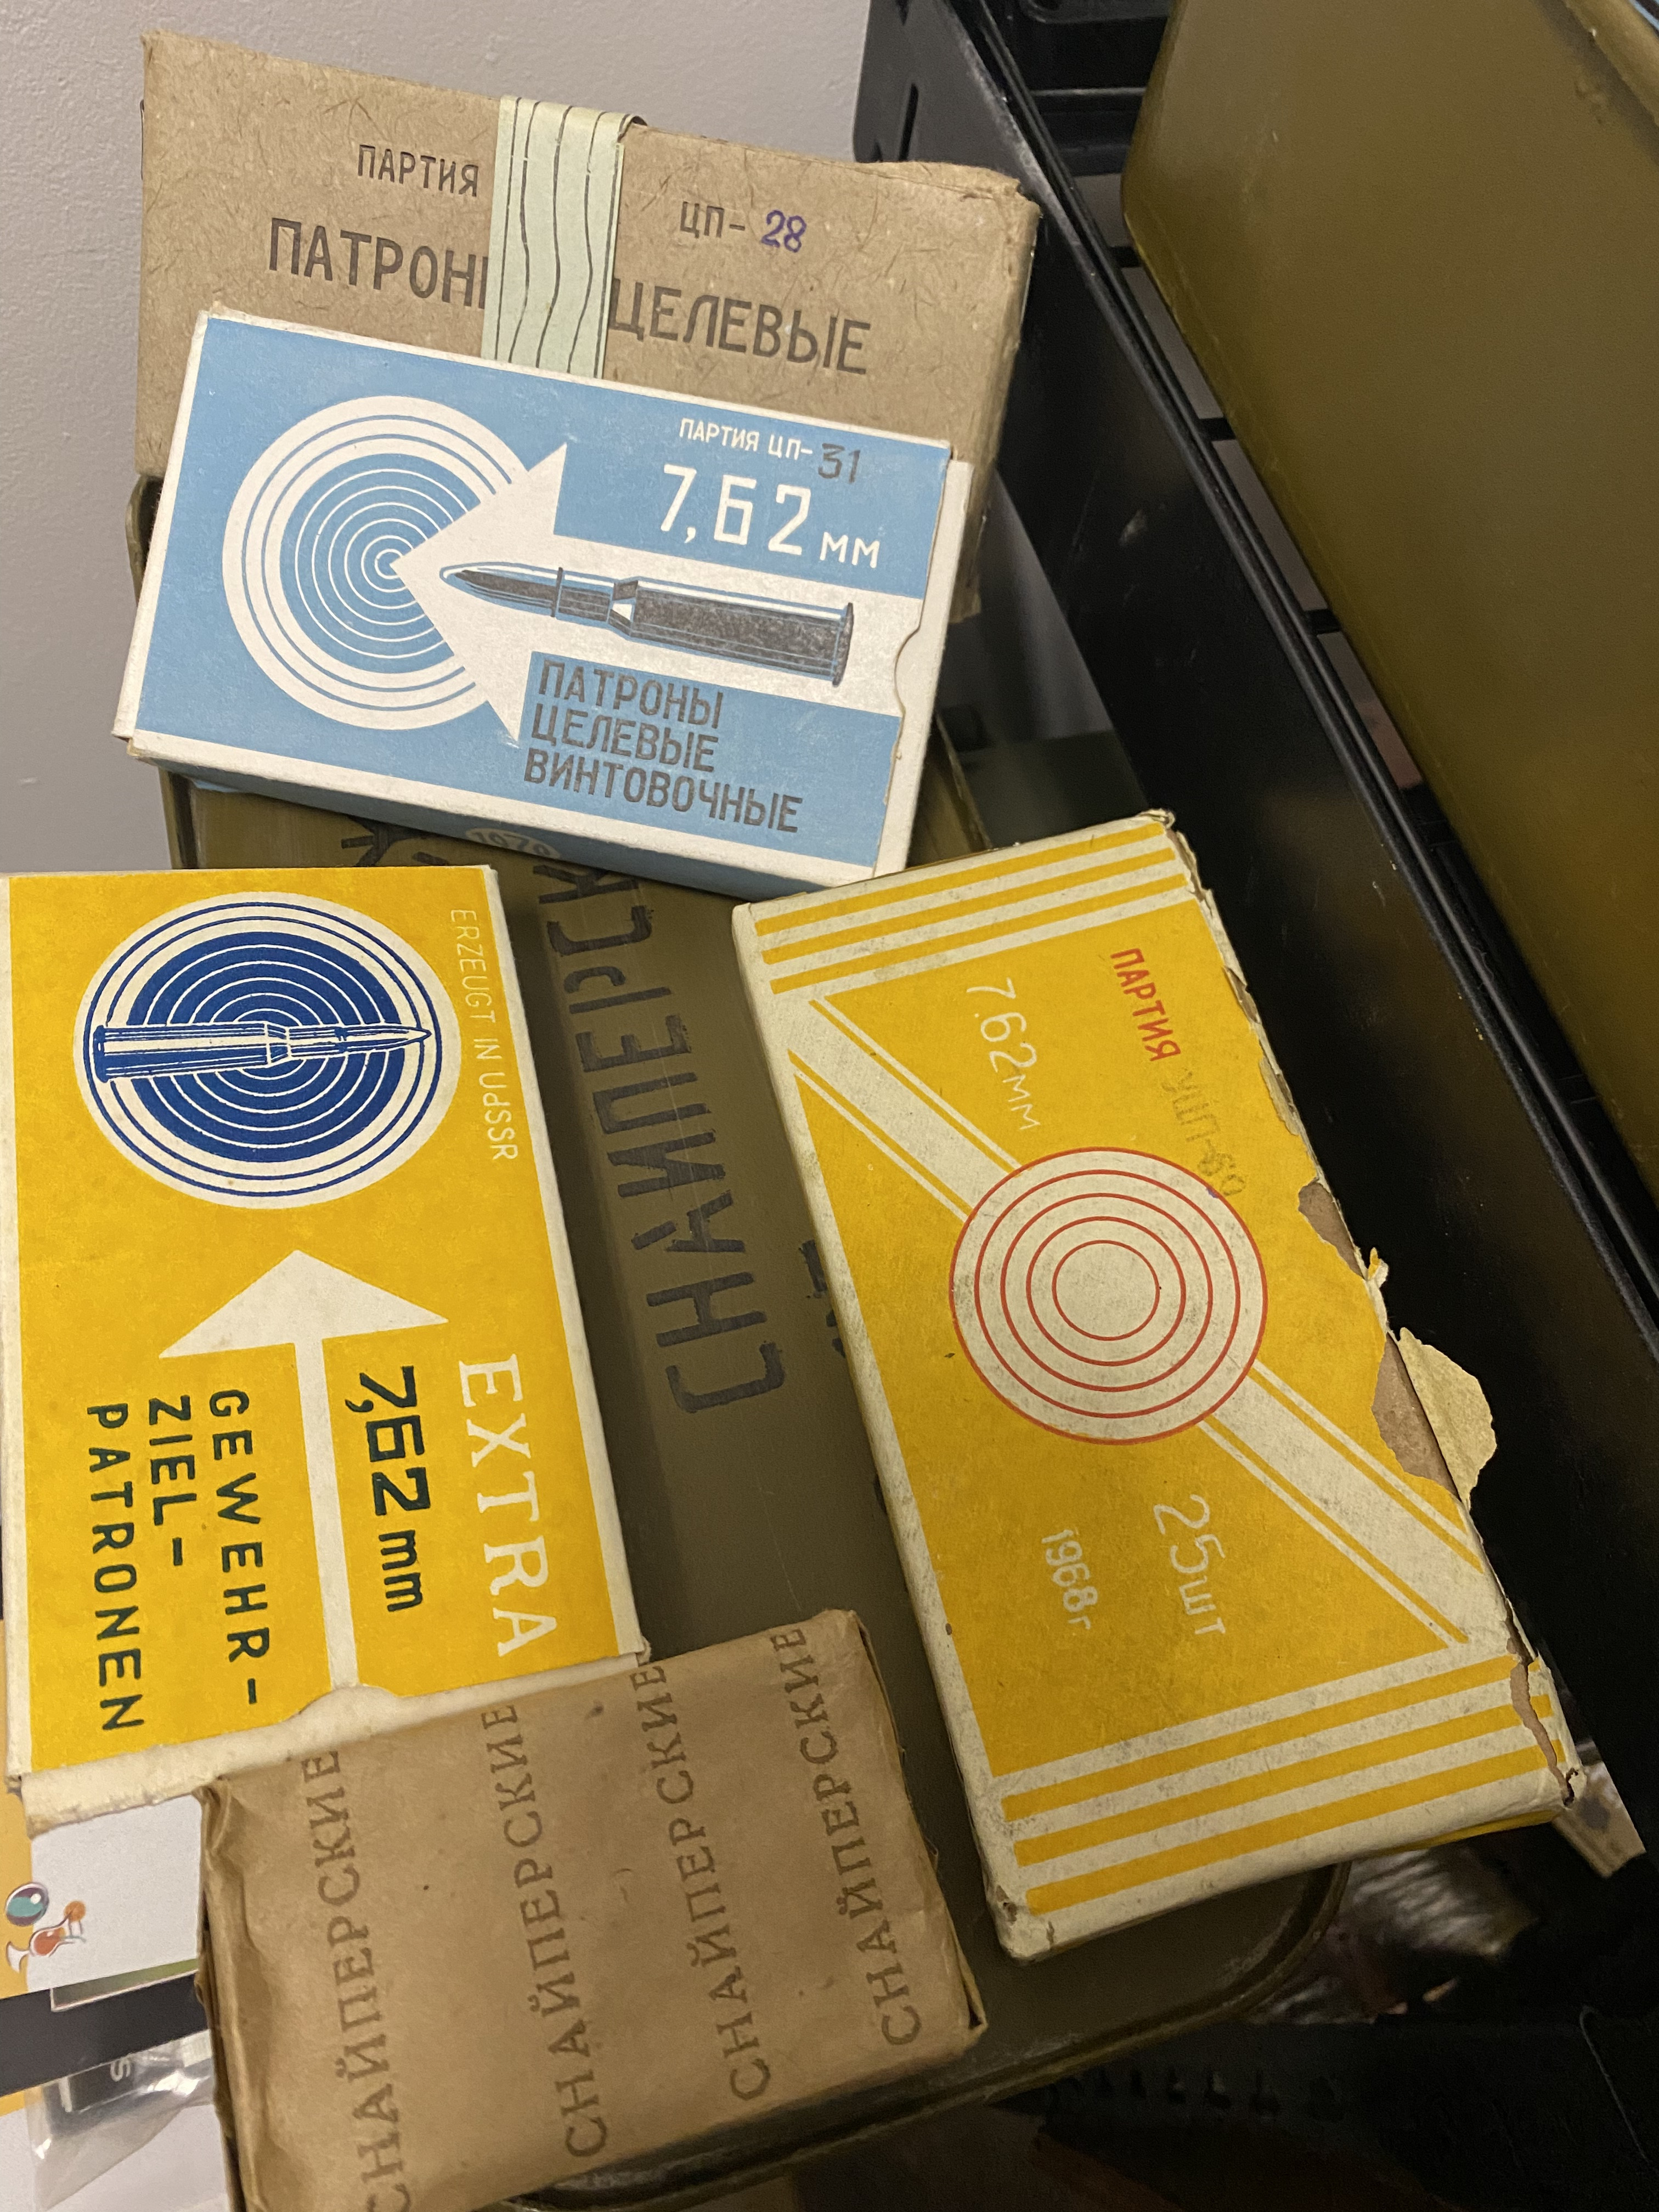 ПАРТИЯ ЦП- 28
ПАТРОНЫ ЦЕЛЕВЫЕ
ПАРТИЯ ЦП-31
7,62 мм
ПАТРОНЫ
ЦЕЛЕВЫЕ
ВИНТОВОЧНЫЕ
1979
СНАЙПЕРСК
ERZEUGT IN UdSSR
EXTRA
7,62 mm
GEWEHR-
ZIEL-
PATRONEN
ПАРТИЯ
7.62мм
25шт
1968г
СНАЙПЕРСКИЕ
СНАЙПЕРСКИЕ
СНАЙПЕРСКИЕ
СНАЙПЕРСКИЕ